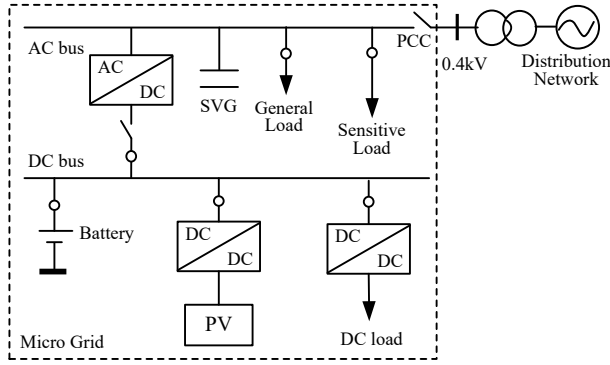 AC bus
PCC
0.4kV
Distribution
Network
AC
DC
SVG
General
Load
Sensitive
Load
DC bus
Battery
DC
DC
DC
DC
PV
DC load
Micro Grid